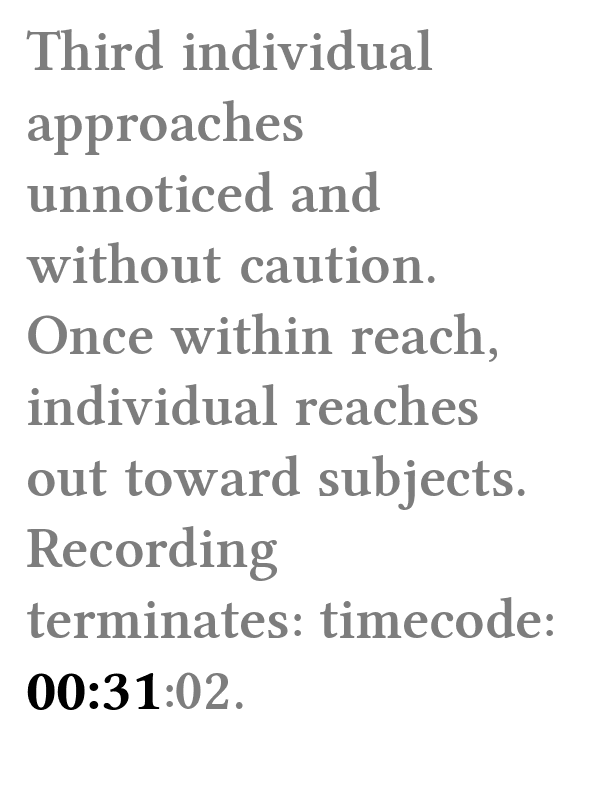 Third individual
approaches
unnoticed and
without caution.
Once within reach,
individual reaches
out toward subjects.
Recording
terminates: timecode:
00:31:02.